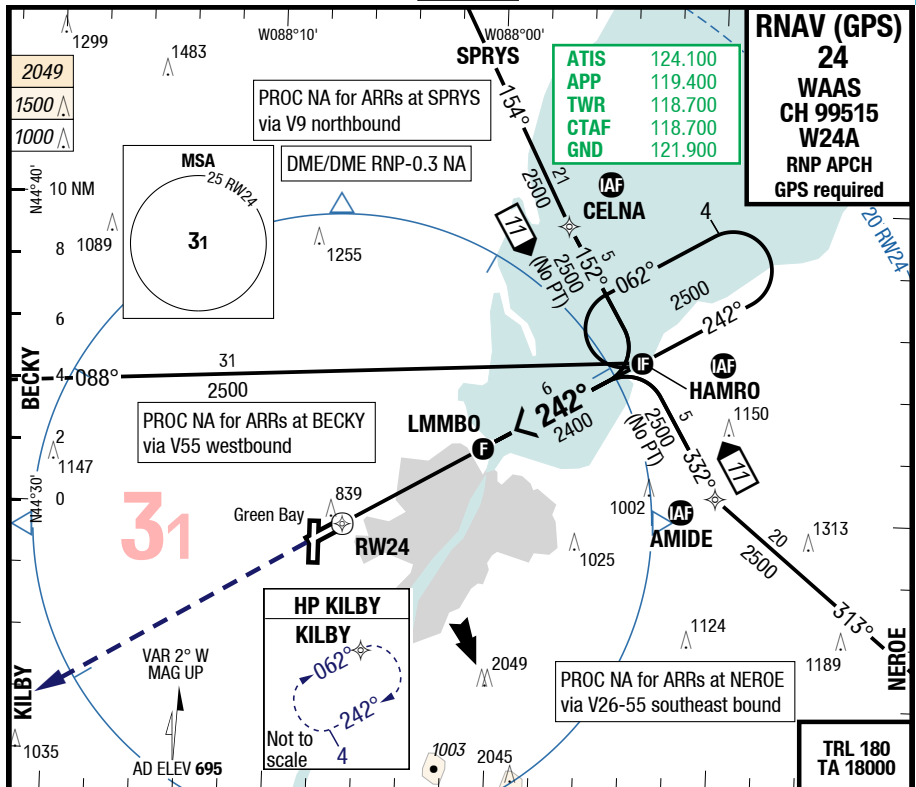 RNAV (GPS)
24
WAAS
CH 99515
W24A
RNP APCH
GPS required
1299
1483
W088°10'
W088°00'
SPRYS
2049
1500
1000
PROC NA for ARRs at SPRYS
via V9 northbound
DME/DME RNP-0.3 NA
ATIS 124.100
APP 119.400
TWR 118.700
CTAF 118.700
GND 121.900
154°
21
2500
MSA
25 RW24
31
N44°40'
10 NM
8
6
4
2
0
N44°30'
1089
1255
IAF
CELNA
11
5
152°
2500
(No PT)
4
062°
2500
242°
20 RW24
BECKY
088°
31
2500
IF
IAF
HAMRO
PROC NA for ARRs at BECKY
via V55 westbound
LMMBO
F
6
242°
2400
5
2500
(No PT)
332°
11
1150
1147
31
839
Green Bay
RW24
1002
IAF
AMIDE
1025
1313
20
2500
313°
NEROE
HP KILBY
KILBY
062°
242°
4
Not to
scale
2049
1124
1189
PROC NA for ARRs at NEROE
via V26-55 southeast bound
KILBY
VAR 2° W
MAG UP
1035
AD ELEV 695
1003
2045
TRL 180
TA 18000